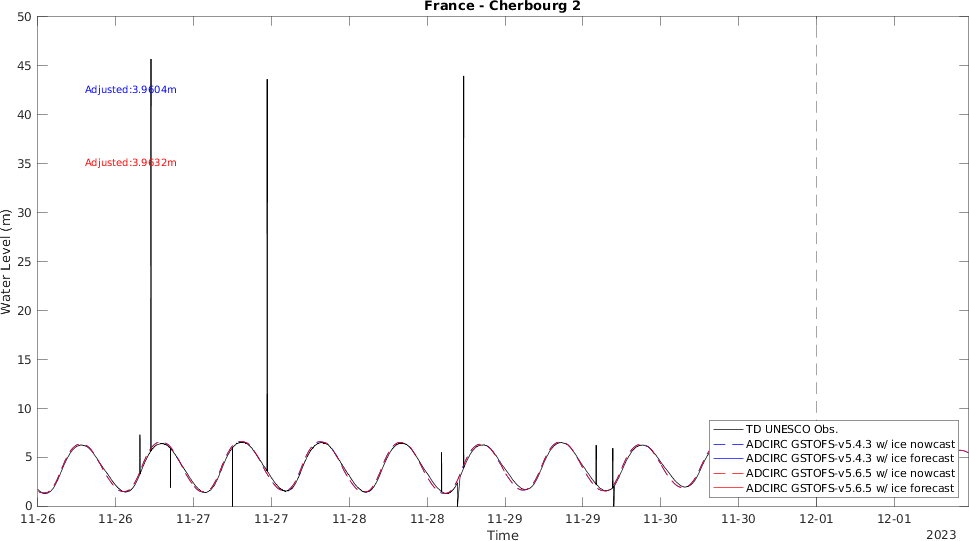 France - Cherbourg 2
50
45
40
35
30
25
20
15
10
5
0
Water Level (m)
Adjusted:3.9604m
Adjusted:3.9632m
TD UNESCO Obs.
ADCIRC GSTOFS-v5.4.3 w/ ice nowcast
ADCIRC GSTOFS-v5.4.3 w/ ice forecast
ADCIRC GSTOFS-v5.6.5 w/ ice nowcast
ADCIRC GSTOFS-v5.6.5 w/ ice forecast
11-26 11-26 11-27 11-27 11-28 11-28 11-29 11-29 11-30 11-30 12-01 12-01
Time
2023